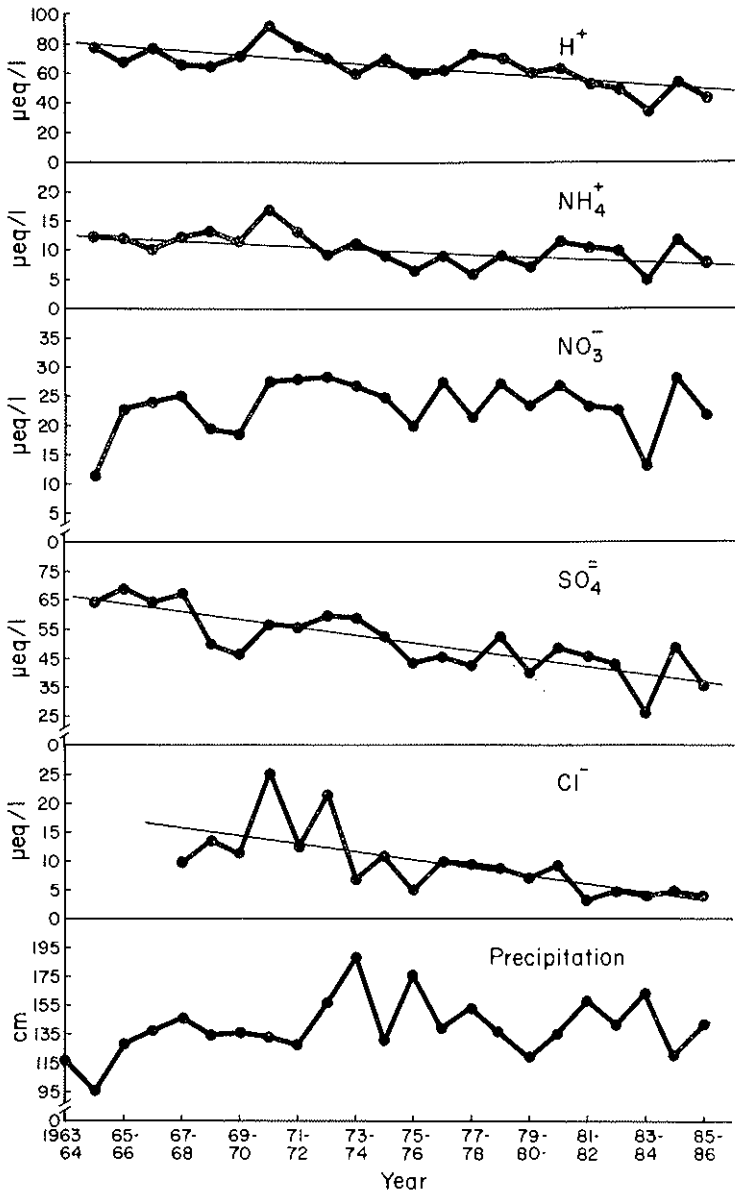 100
80
60
40
20
0
μeq/l
H+
20
15
10
5
0
μeq/l
NH4+
35
30
25
20
15
10
5
0
μeq/l
NO3-
75
65
55
45
35
25
0
μeq/l
SO4=
25
20
15
10
5
0
μeq/l
Cl-
195
175
155
135
115
95
0
cm
Precipitation
1963 65- 67- 69- 71- 73- 75- 77- 79- 81- 83- 85-
64 66 68 70 72 74 76 78 80- 82 84 86
Year